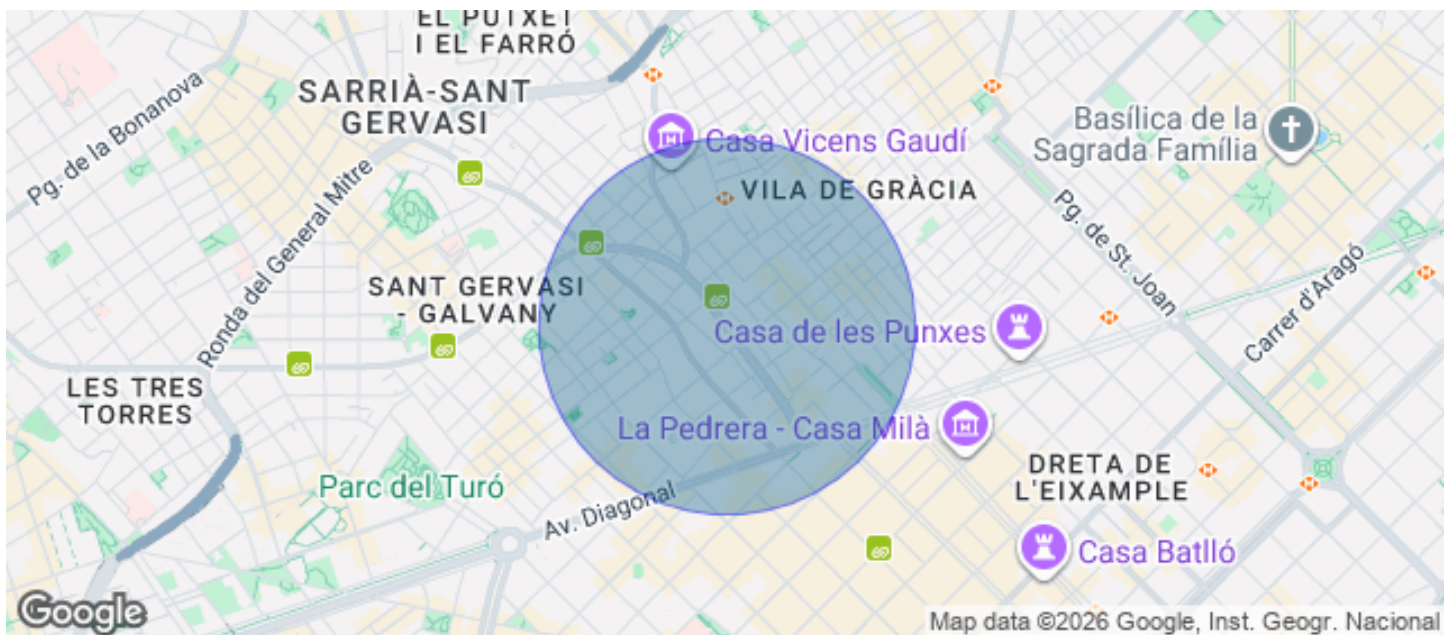 EL PUTXET
I EL FARRÓ
SARRIÀ-SANT
GERVASI
Pg. de la Bonanova
Casa Vicens Gaudí
Basílica de la
Sagrada Família
VILA DE GRÀCIA
Ronda del General Mitre
Pg. de St. Joan
SANT GERVASI
- GALVANY
Casa de les Punxes
Carrer d'Aragó
LES TRES
TORRES
La Pedrera - Casa Milà
Parc del Turó
DRETA DE
L'EIXAMPLE
Av. Diagonal
Casa Batlló
Google
Map data ©2026 Google, Inst. Geogr. Nacional